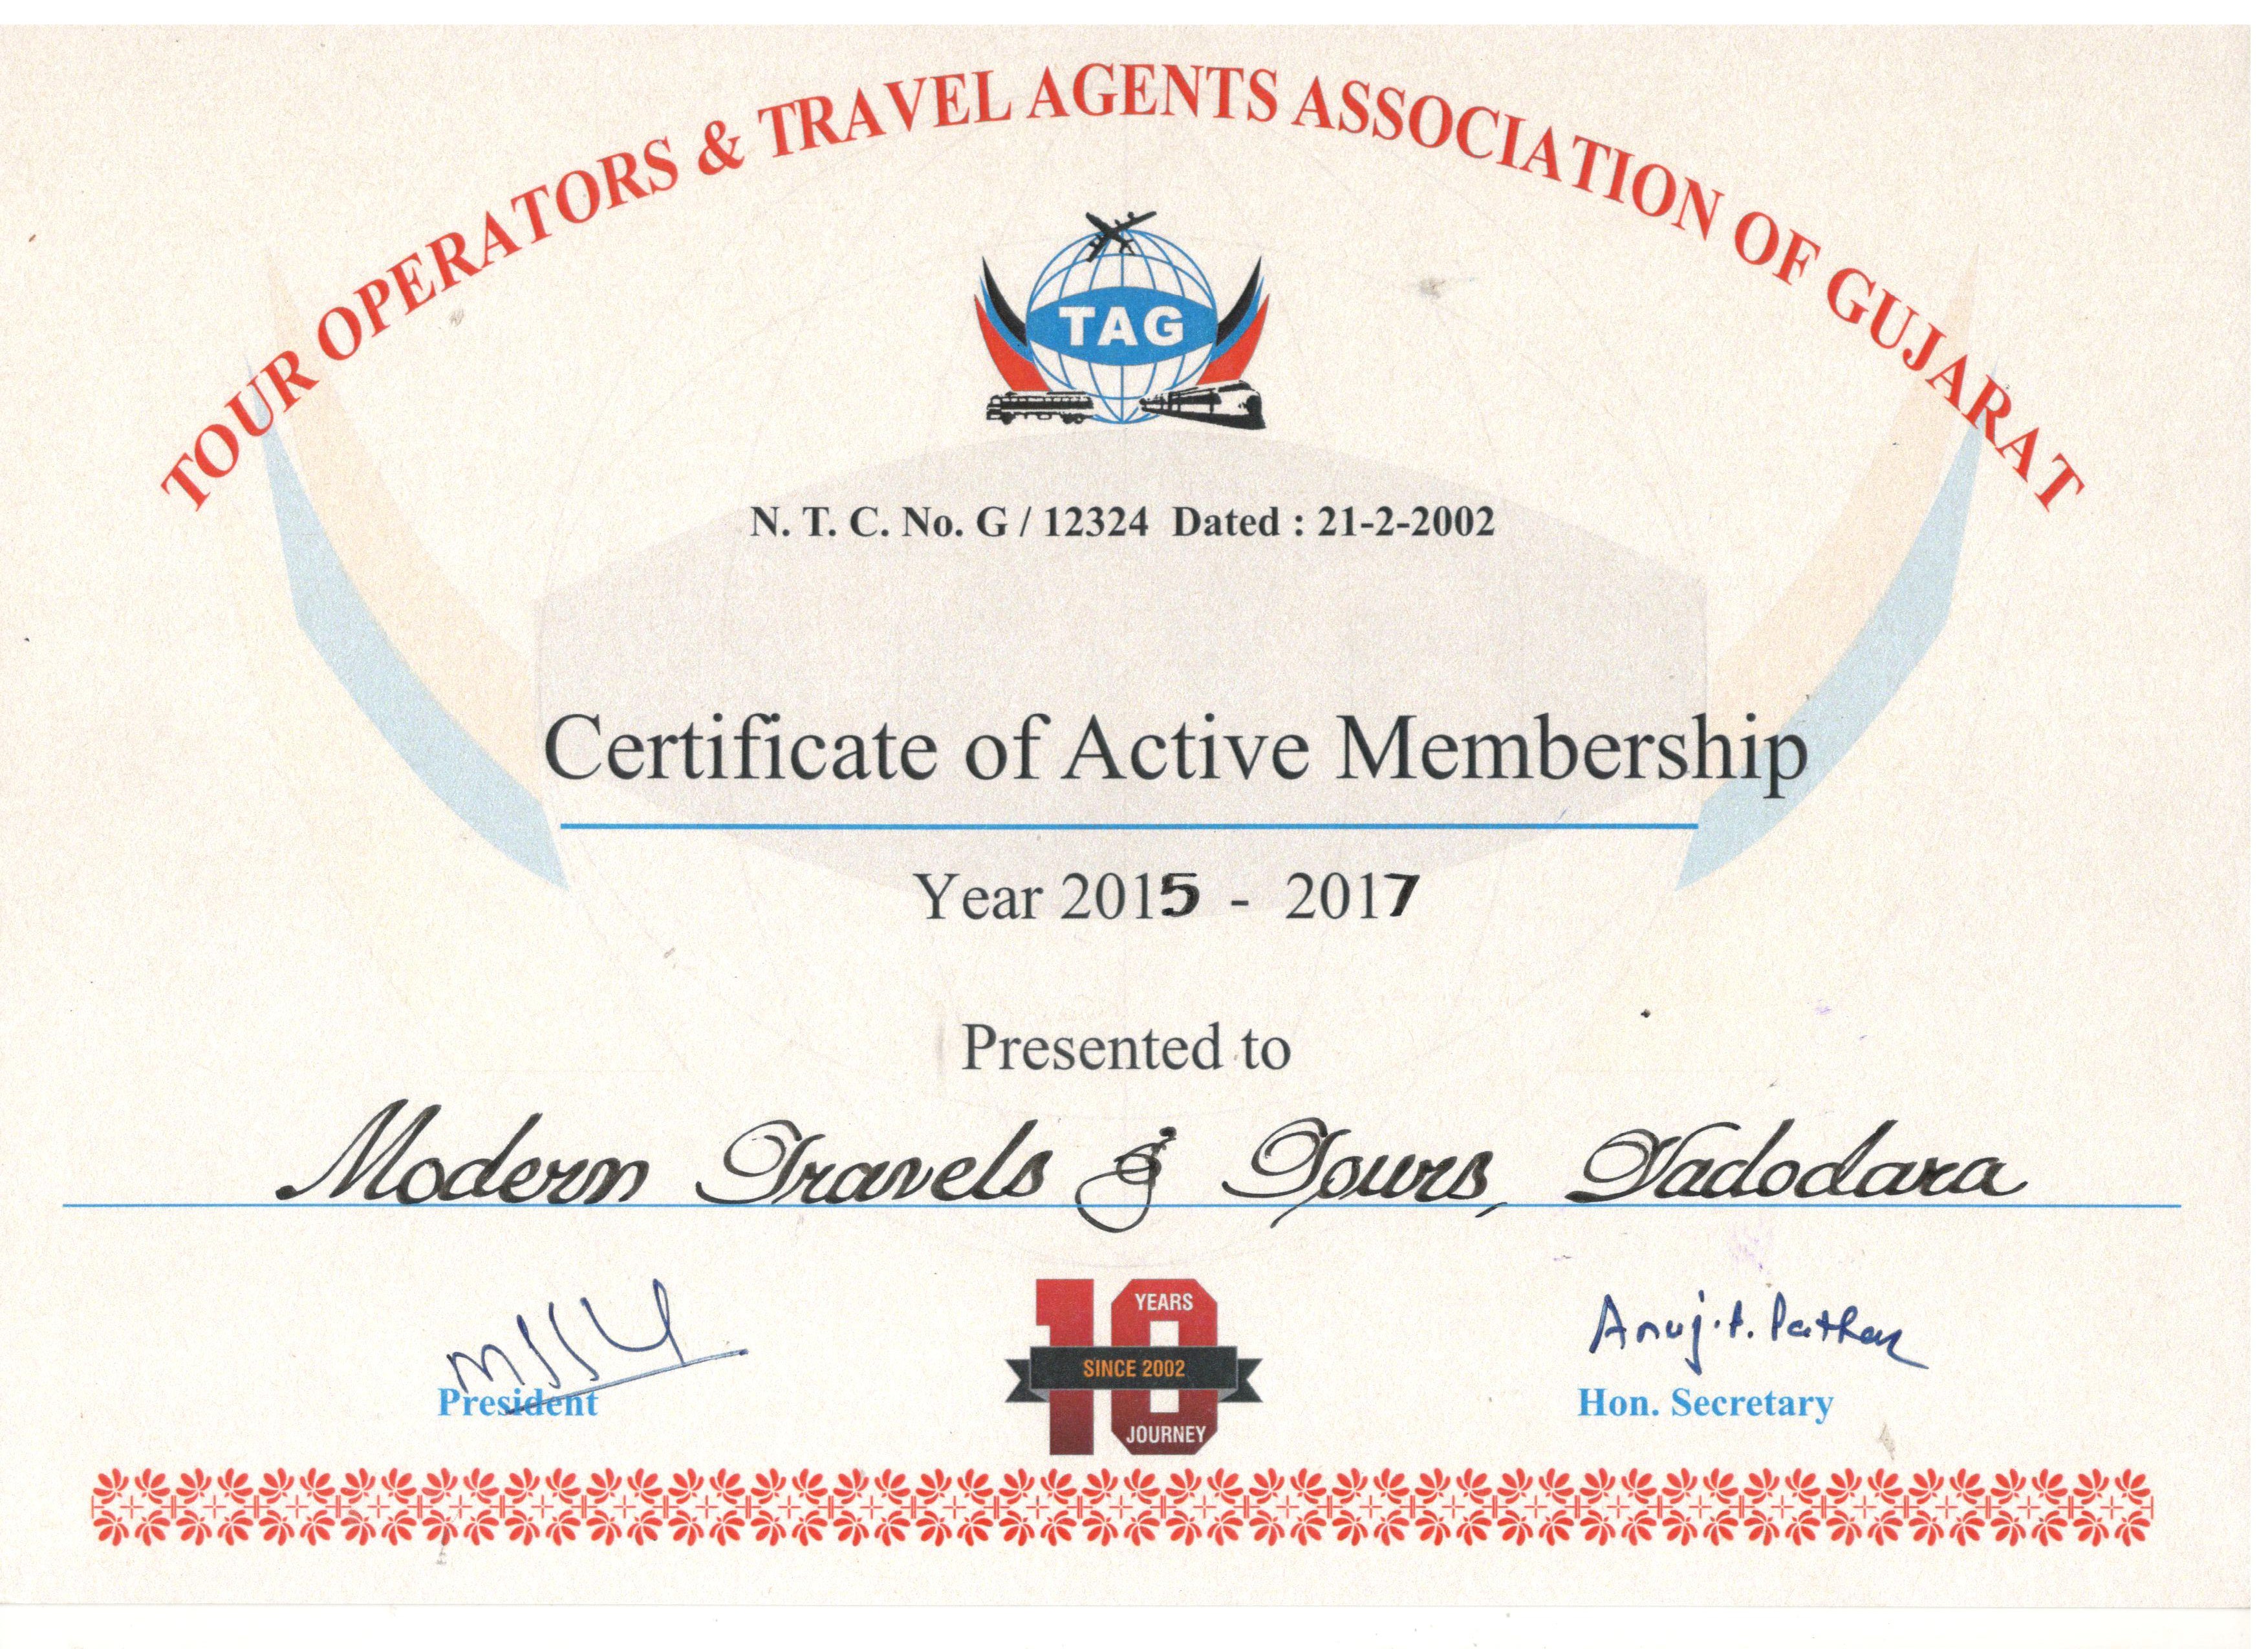 TOUR OPERATORS & TRAVEL AGENTS ASSOCIATION OF GUJARAT
TAG
N. T. C. No. G / 12324 Dated : 21-2-2002
Certificate of Active Membership
Year 2015 - 2017
Presented to
Modern Travels & Tours, Vadodara
10
YEARS
SINCE 2002
JOURNEY
Anuj
President
Hon. Secretary